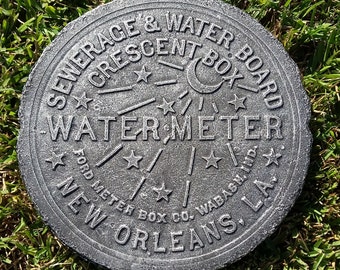 SEWERAGE & WATER BOARD
CRESCENT BOX
WATER METER
FORD METER BOX CO. WABASH, IND.
NEW ORLEANS, LA.